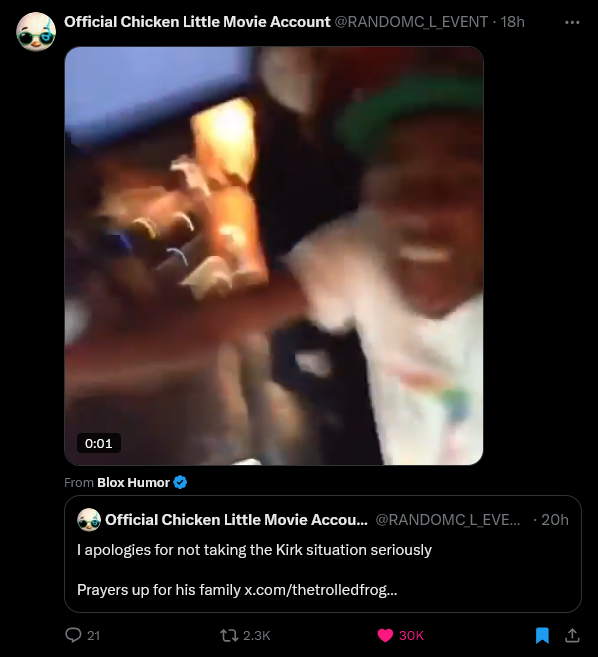 Official Chicken Little Movie Account @RANDOMC_L_EVENT · 18h
0:01
From Blox Humor
Official Chicken Little Movie Accou... @RANDOMC_L_EVE... · 20h
I apologies for not taking the Kirk situation seriously
Prayers up for his family x.com/thetrolledfrog...
21 2.3K 30K